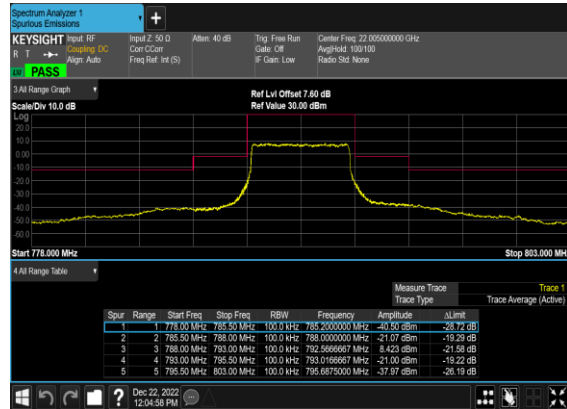 Spectrum Analyzer 1
Spurious Emissions
KEYSIGHT Input: RF Input Z: 50 Ω Atten: 40 dB Trig: Free Run Center Freq: 22.005000000 GHz
R T Coupling: DC Corr CCorr Gate: Off Avg|Hold: 100/100
Align: Auto Freq Ref: Int (S) IF Gain: Low Radio Std: None
LW PASS
3 All Range Graph
Ref Lvl Offset 7.60 dB
Scale/Div 10.0 dB Ref Value 30.00 dBm
Log
20.0
10.0
0.00
-10.0
-20.0
-30.0
-40.0
-50.0
-60.0
Start 778.000 MHz Stop 803.000 MH
4 All Range Table
Measure Trace Trace 1
Trace Type Trace Average (Active)
Spur Range Start Freq Stop Freq RBW Frequency Amplitude ΔLimit
1 1 778.00 MHz 785.50 MHz 100.0 kHz 785.2000000 MHz -40.50 dBm -28.72 dB
2 2 785.50 MHz 788.00 MHz 100.0 kHz 788.0000000 MHz -21.07 dBm -19.29 dB
3 3 788.00 MHz 793.00 MHz 100.0 kHz 792.5666667 MHz 8.423 dBm -21.58 dB
4 4 793.00 MHz 795.50 MHz 100.0 kHz 793.0166667 MHz -21.00 dBm -19.22 dB
5 5 795.50 MHz 803.00 MHz 100.0 kHz 795.6875000 MHz -37.97 dBm -26.19 dB
Dec 22, 2022
12:04:58 PM